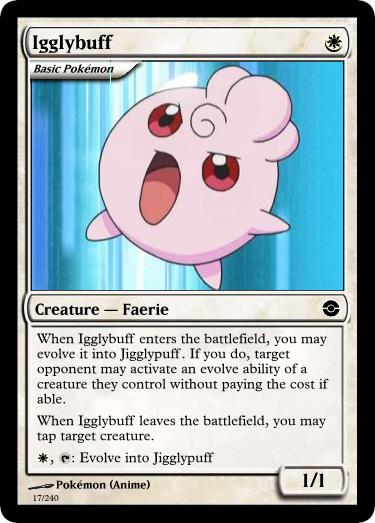 Igglybuff
Basic Pokémon
Creature — Faerie
When Igglybuff enters the battlefield, you may
evolve it into Jigglypuff. If you do, target
opponent may activate an evolve ability of a
creature they control without paying the cost if
able.
When Igglybuff leaves the battlefield, you may
tap target creature.
, : Evolve into Jigglypuff
1/1
Pokémon (Anime)
17/240